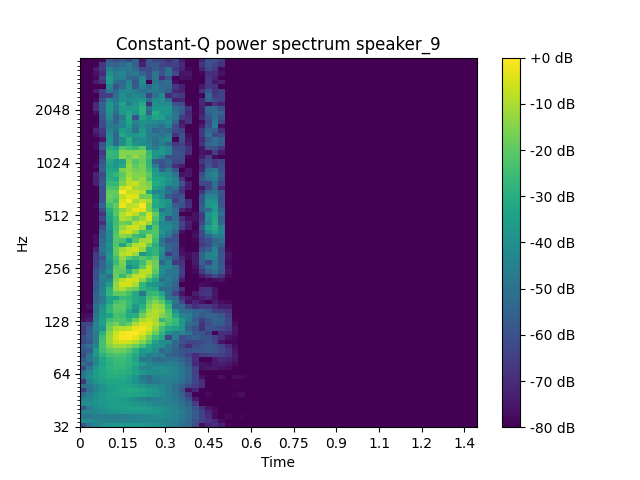 Constant-Q power spectrum speaker_9
Hz
2048
1024
512
256
128
64
32
0 0.15 0.3 0.45 0.6 0.75 0.9 1.1 1.2 1.4
Time
+0 dB
-10 dB
-20 dB
-30 dB
-40 dB
-50 dB
-60 dB
-70 dB
-80 dB